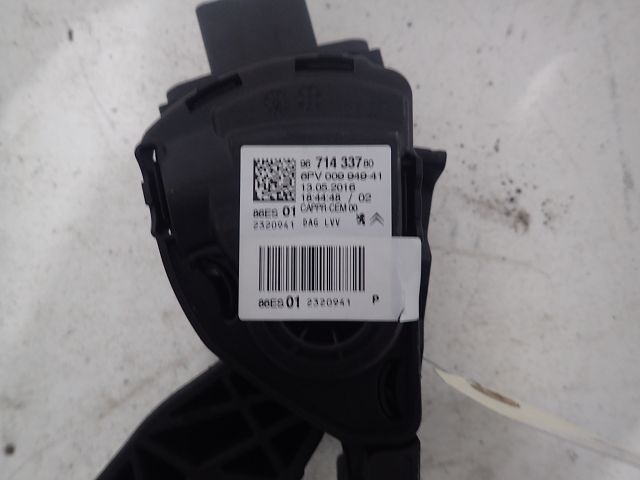 96 714 337 80
6PV 009 949-41
13.05.2016
18:44:48 / 02
CAPPR CEM 00
86ES 01
2320941 DAG LVV
86ES 01 2320941 P